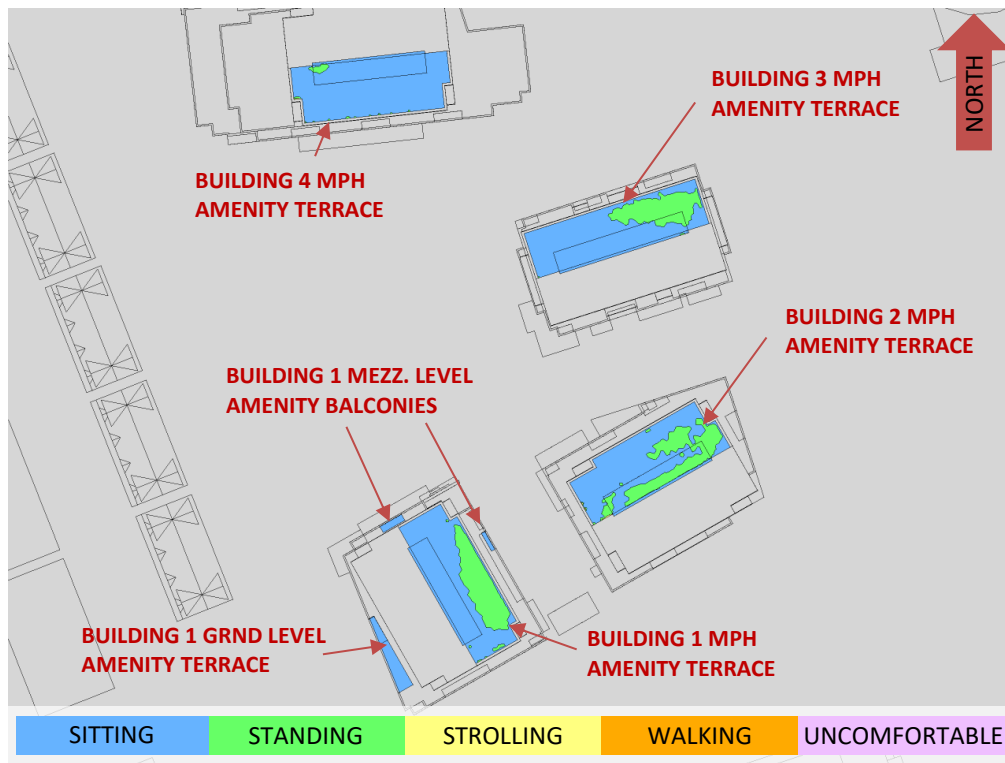 NORTH
BUILDING 3 MPH
AMENITY TERRACE
BUILDING 4 MPH
AMENITY TERRACE
BUILDING 2 MPH
AMENITY TERRACE
BUILDING 1 MEZZ. LEVEL
AMENITY BALCONIES
BUILDING 1 GRND LEVEL
AMENITY TERRACE
BUILDING 1 MPH
AMENITY TERRACE
SITTING
STANDING
STROLLING
WALKING
UNCOMFORTABLE